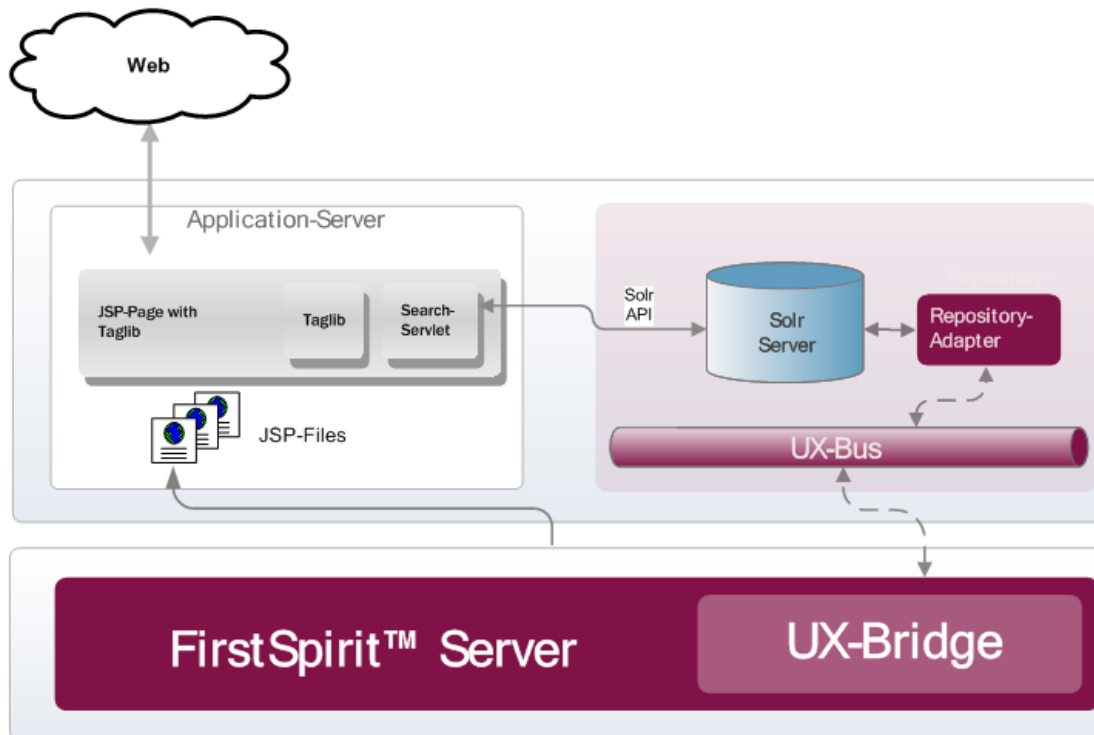 Web
Application-Server
JSP-Page with
Taglib
Taglib
Search-
Servlet
Solr
API
Solr
Server
Repository-
Repository-
Adapter
JSP-Files
UX-Bus
FirstSpirit™ Server
UX-Bridge